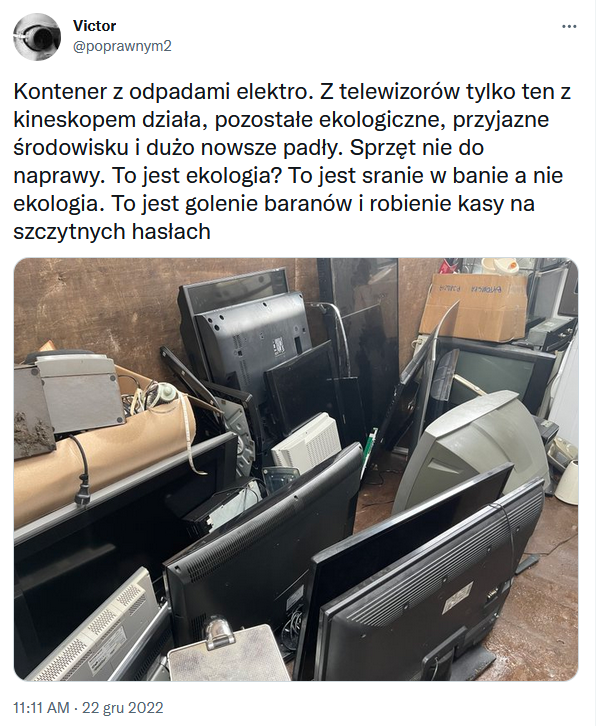 Victor
@poprawnym2
Kontener z odpadami elektro. Z telewizorów tylko ten z
kineskopem działa, pozostałe ekologiczne, przyjazne
środowisku i dużo nowsze padły. Sprzęt nie do
naprawy. To jest ekologia? To jest sranie w banie a nie
ekologia. To jest golenie baranów i robienie kasy na
szczytnych hasłach
11:11 AM · 22 gru 2022